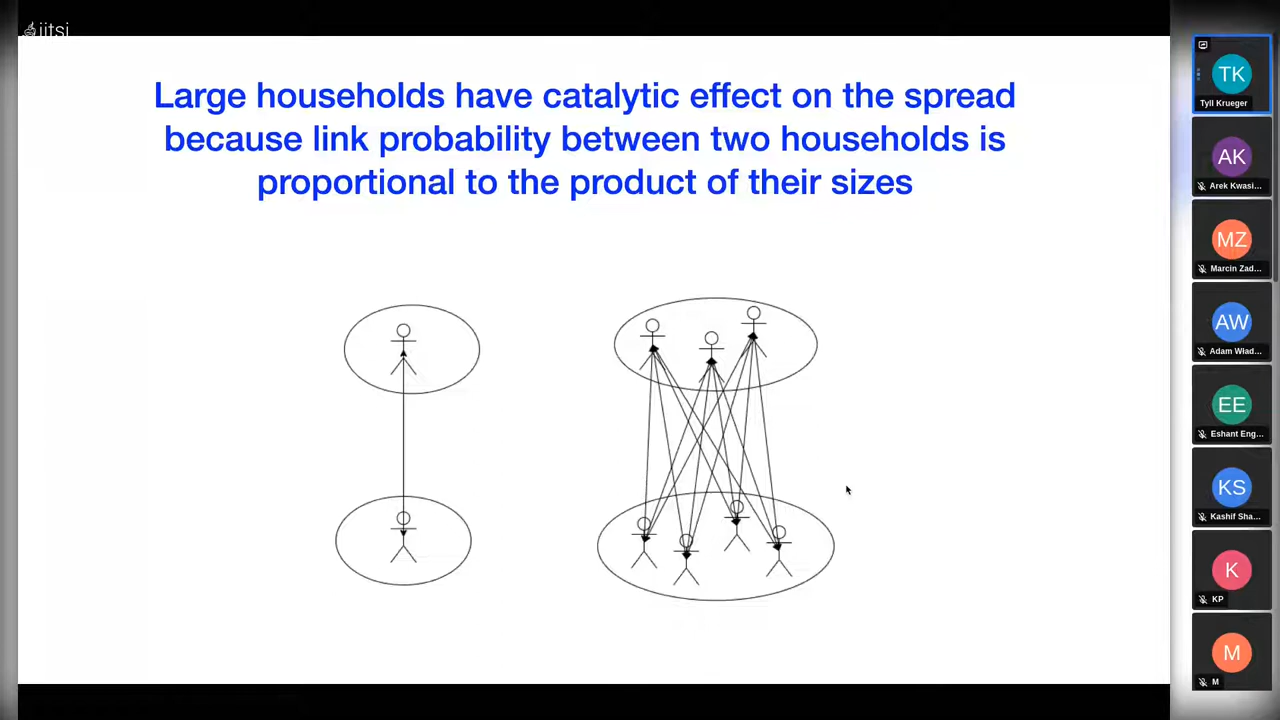 jitsi
Large households have catalytic effect on the spread
because link probability between two households is
proportional to the product of their sizes
TK
Tyll Krueger
AK
Arek Kwasi...
MZ
Marcin Zad...
AW
Adam Wład...
EE
Eshant Eng...
KS
Kashif Sha...
K
KP
M
M